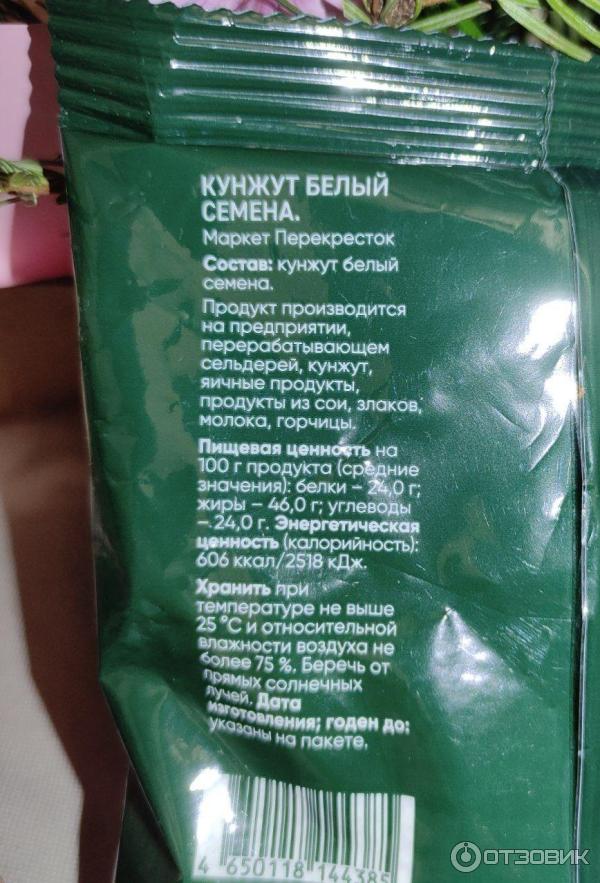 КУНЖУТ БЕЛЫЙ
СЕМЕНА.
Маркет Перекресток
Состав: кунжут белый
семена.
Продукт производится
на предприятии,
перерабатывающем
сельдерей, кунжут,
яичные продукты,
продукты из сои, злаков,
молока, горчицы.
Пищевая ценность на
100 г продукта (средние
значения): белки – 24,0 г;
жиры – 46,0 г; углеводы
– 24,0 г. Энергетическая
ценность (калорийность):
606 ккал/2518 кДж.
Хранить при
температуре не выше
25 °C и относительной
влажности воздуха не
более 75 %. Беречь от
прямых солнечных
лучей. Дата
изготовления; годен до:
указаны на пакете.
4 650118 144385
ОТЗОВИК